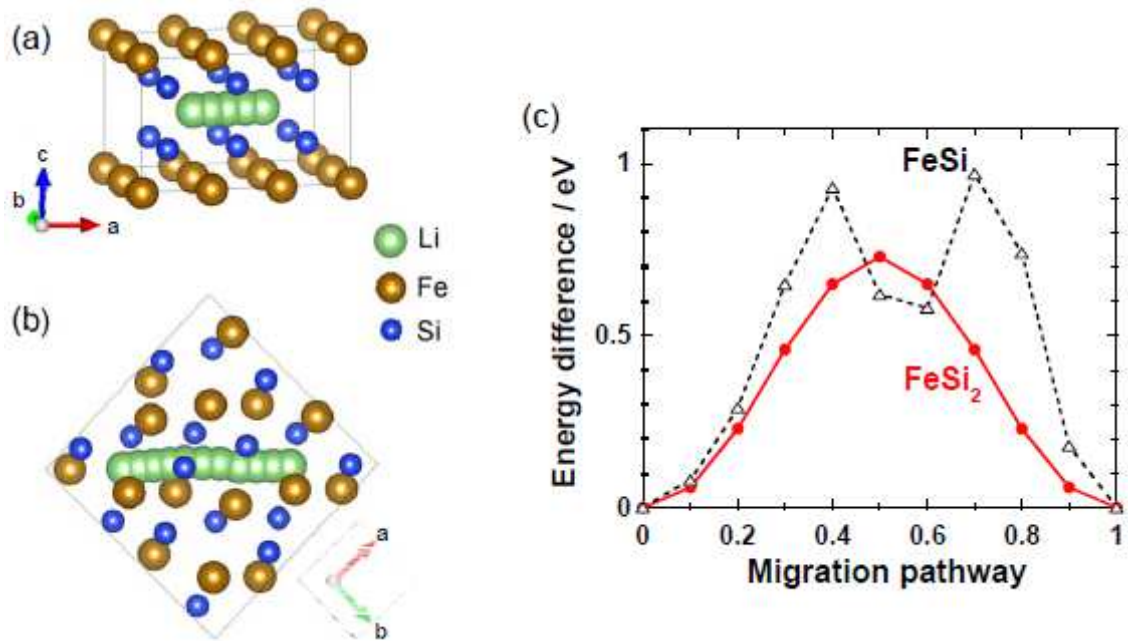 (a)
c
b
a
Li
Fe
Si
(b)
a
b
(c)
Energy difference / eV
1
0.5
0
FeSi
FeSi₂
0 0.2 0.4 0.6 0.8 1
Migration pathway